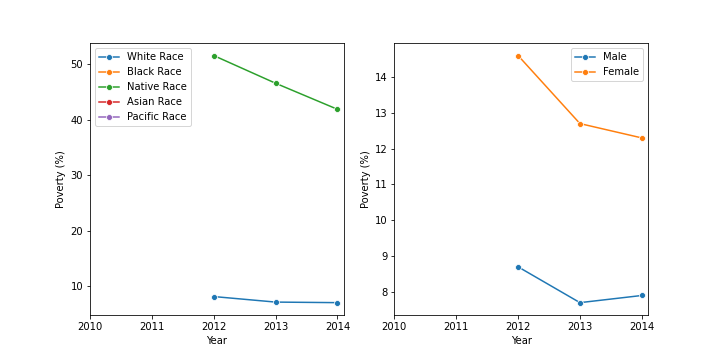 White Race
Black Race
Native Race
Asian Race
Pacific Race
Poverty (%)
50
40
30
20
10
2010 2011 2012 2013 2014
Year
Male
Female
Poverty (%)
14
13
12
11
10
9
8
2010 2011 2012 2013 2014
Year